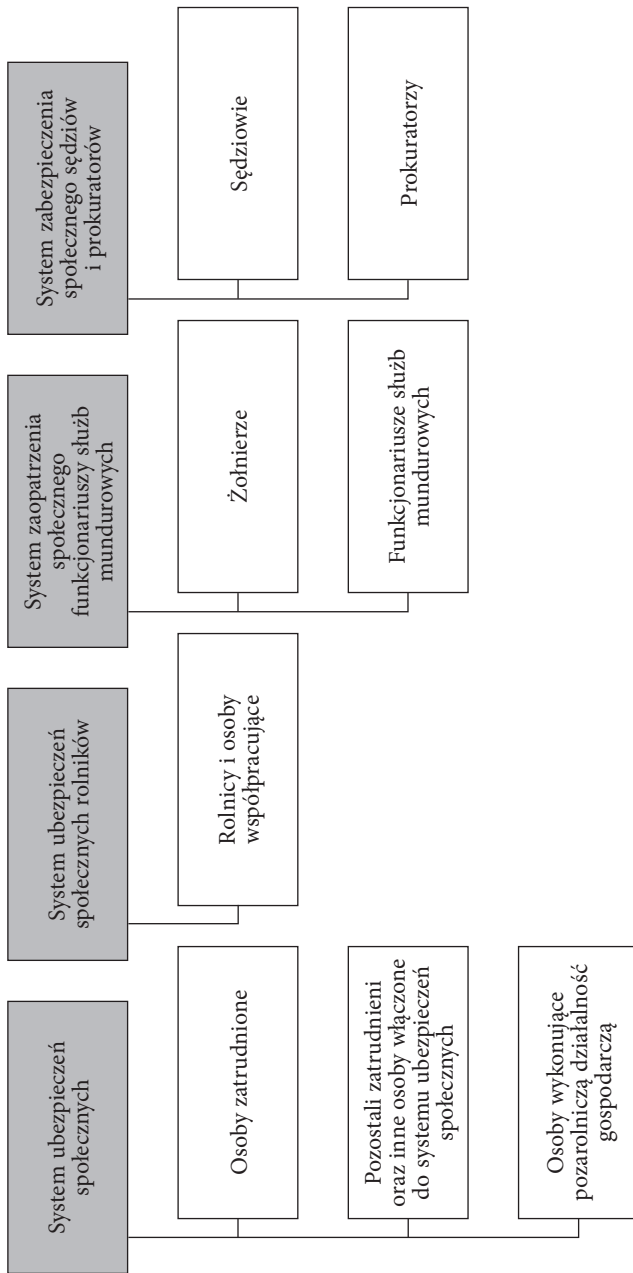 System ubezpieczeń
społecznych
Osoby zatrudnione
Pozostali zatrudnieni
oraz inne osoby włączone
do systemu ubezpieczeń
społecznych
Osoby wykonujące
pozarolniczą działalność
gospodarczą
System ubezpieczeń
społecznych rolników
Rolnicy i osoby
współpracujące
System zaopatrzenia
społecznego
funkcjonariuszy służb
mundurowych
Żołnierze
Funkcjonariusze służb
mundurowych
System zabezpieczenia
społecznego sędziów
i prokuratorów
Sędziowie
Prokuratorzy